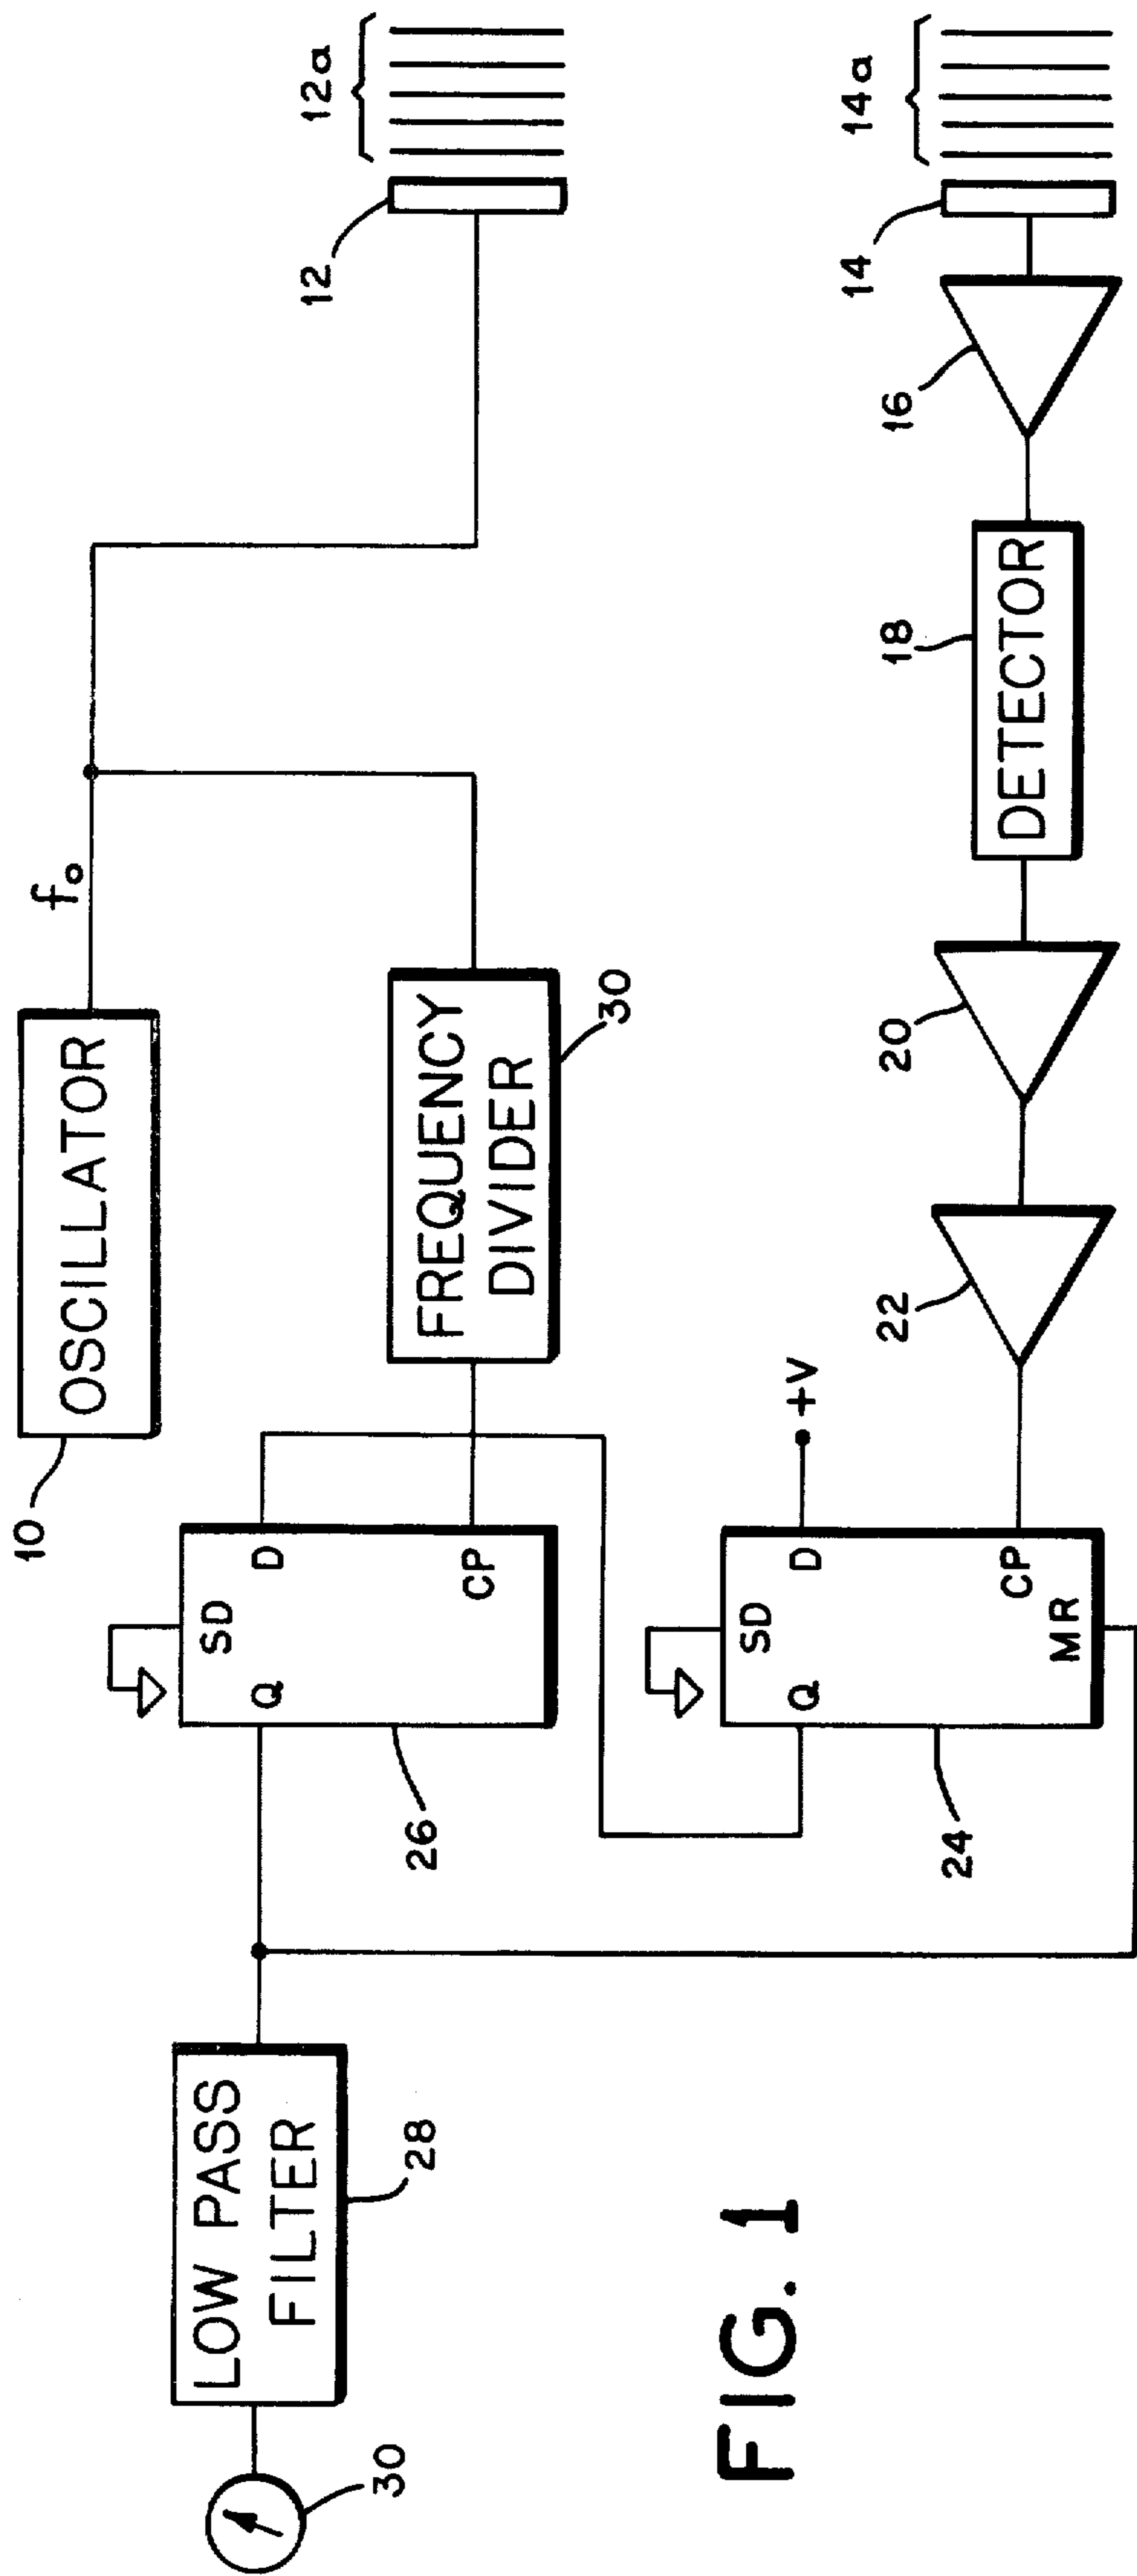 10
OSCILLATOR
fo
12
12a
FREQUENCY
DIVIDER
30
SD
D
Q
CP
26
LOW PASS
FILTER
28
30
14
14a
16
DETECTOR
18
20
22
+V
SD
D
Q
CP
MR
24
FIG. 1